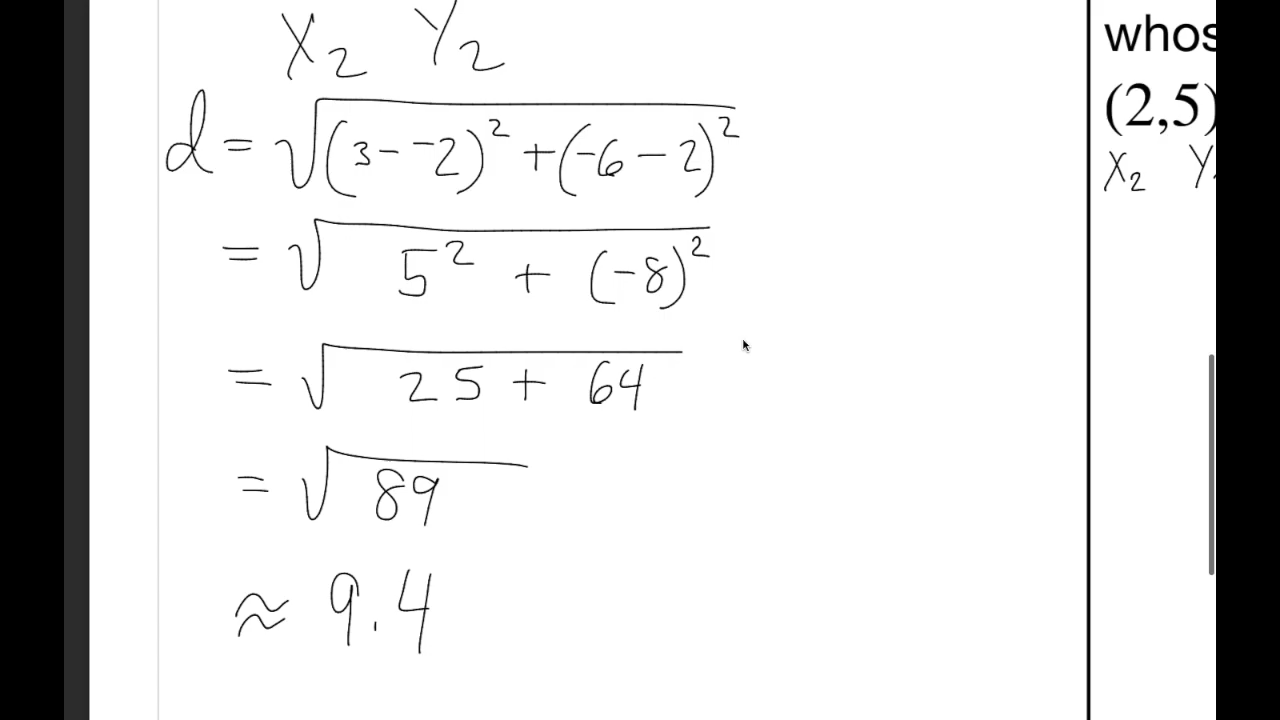 X₂ Y₂
d = √((3 - -2)² + (-6 - 2)²)
= √(5² + (-8)²)
= √(25 + 64)
= √89
≈ 9.4
whos
(2,5)
X₂ Y